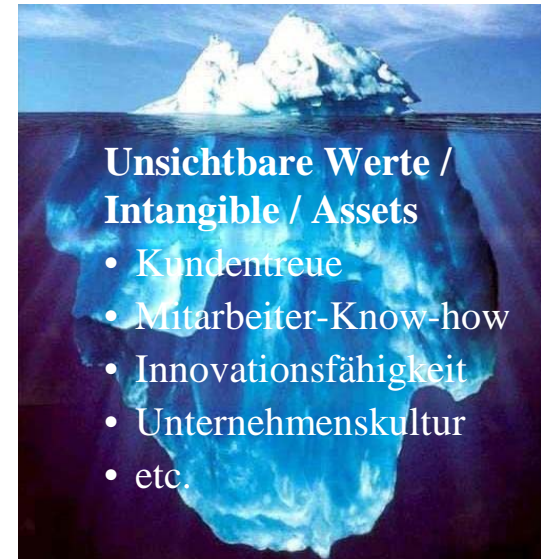 Unsichtbare Werte /
Intangible / Assets
• Kundentreue
• Mitarbeiter-Know-how
• Innovationsfähigkeit
• Unternehmenskultur
• etc.